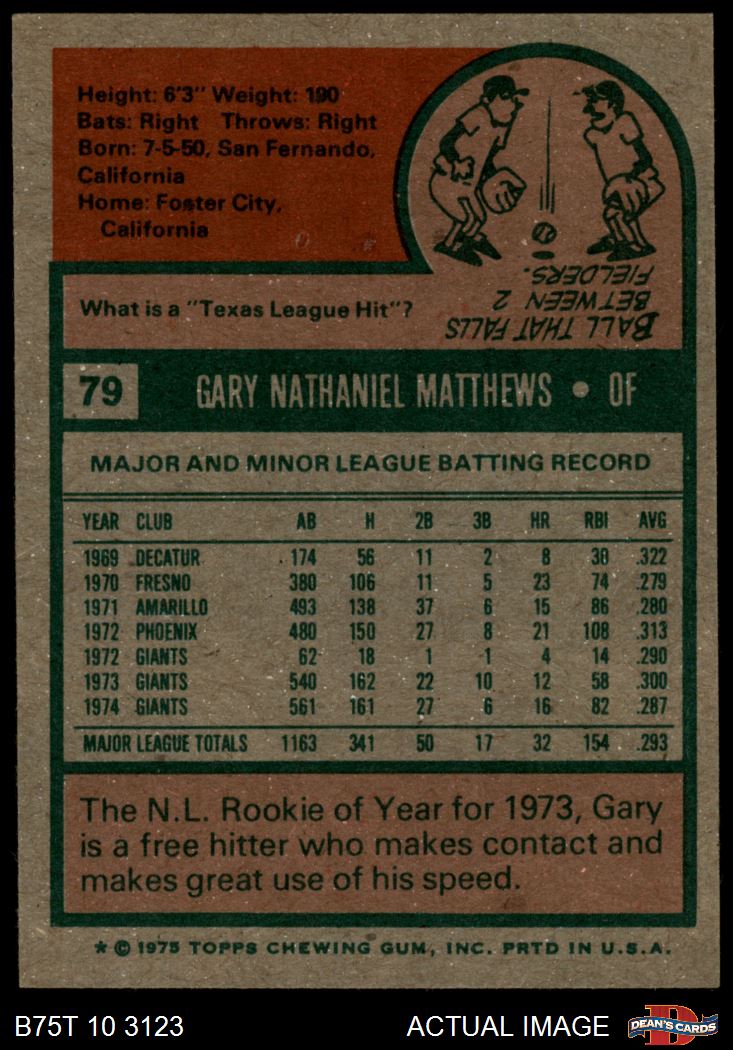 Height: 6'3" Weight: 190
Bats: Right Throws: Right
Born: 7-5-50, San Fernando,
California
Home: Foster City,
California
What is a "Texas League Hit"?
BALL THAT FALLS
BETWEEN 2
FIELDERS.
79 GARY NATHANIEL MATTHEWS • OF
MAJOR AND MINOR LEAGUE BATTING RECORD
YEAR CLUB AB H 2B 3B HR RBI AVG
1969 DECATUR 174 56 11 2 8 30 .322
1970 FRESNO 380 106 11 5 23 74 .279
1971 AMARILLO 493 138 37 6 15 86 .280
1972 PHOENIX 480 150 27 8 21 108 .313
1972 GIANTS 62 18 1 1 4 14 .290
1973 GIANTS 540 162 22 10 12 58 .300
1974 GIANTS 561 161 27 6 16 82 .287
MAJOR LEAGUE TOTALS 1163 341 50 17 32 154 .293
The N.L. Rookie of Year for 1973, Gary
is a free hitter who makes contact and
makes great use of his speed.
* © 1975 TOPPS CHEWING GUM, INC. PRTD IN U.S.A.
B75T 10 3123 ACTUAL IMAGE DEAN'S CARDS